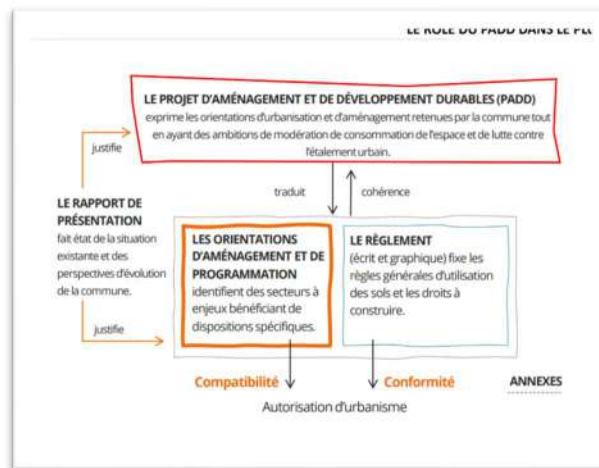 LE RÔLE DU PADD DANS LE PLU
LE PROJET D'AMÉNAGEMENT ET DE DÉVELOPPEMENT DURABLES (PADD)
exprime les orientations d'urbanisation et d'aménagement retenues par la commune tout
en ayant des ambitions de modération de consommation de l'espace et de lutte contre
l'étalement urbain.
justifie
traduit
cohérence
LE RAPPORT DE
PRÉSENTATION
fait état de la situation
existante et des
perspectives d'évolution
de la commune.
LES ORIENTATIONS
D'AMÉNAGEMENT ET DE
PROGRAMMATION
identifient des secteurs à
enjeux bénéficiant de
dispositions spécifiques.
LE RÈGLEMENT
(écrit et graphique) fixe les
règles générales d'utilisation
des sols et les droits à
construire.
justifie
Compatibilité
Conformité
ANNEXES
Autorisation d'urbanisme